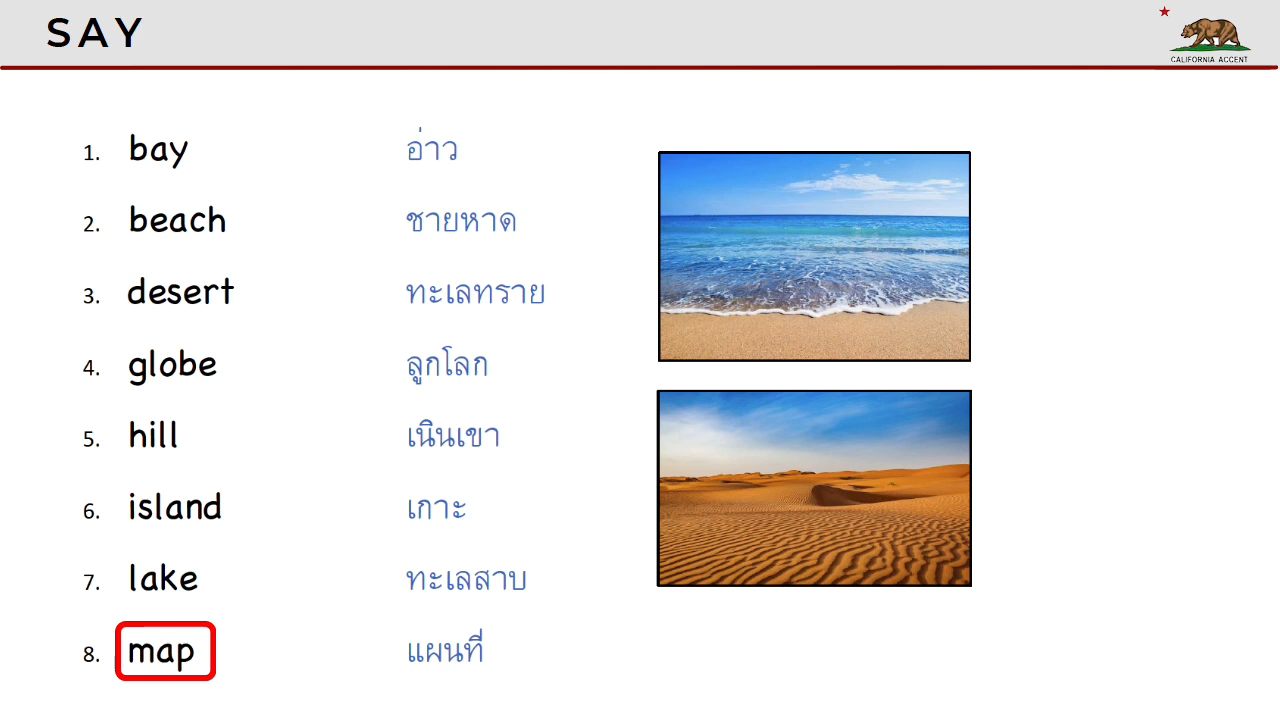 SAY
CALIFORNIA ACCENT
1. bay อ่าว
2. beach ชายหาด
3. desert ทะเลทราย
4. globe ลูกโลก
5. hill เนินเขา
6. island เกาะ
7. lake ทะเลสาบ
8. map แผนที่